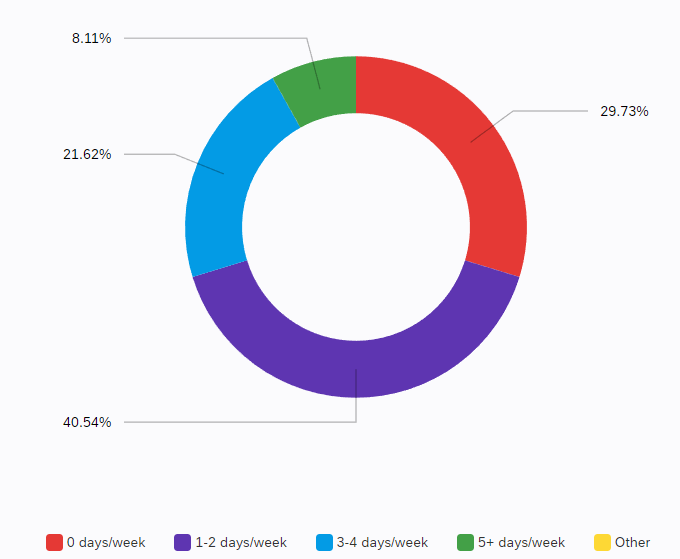 8.11%
29.73%
21.62%
40.54%
0 days/week 1-2 days/week 3-4 days/week 5+ days/week Other